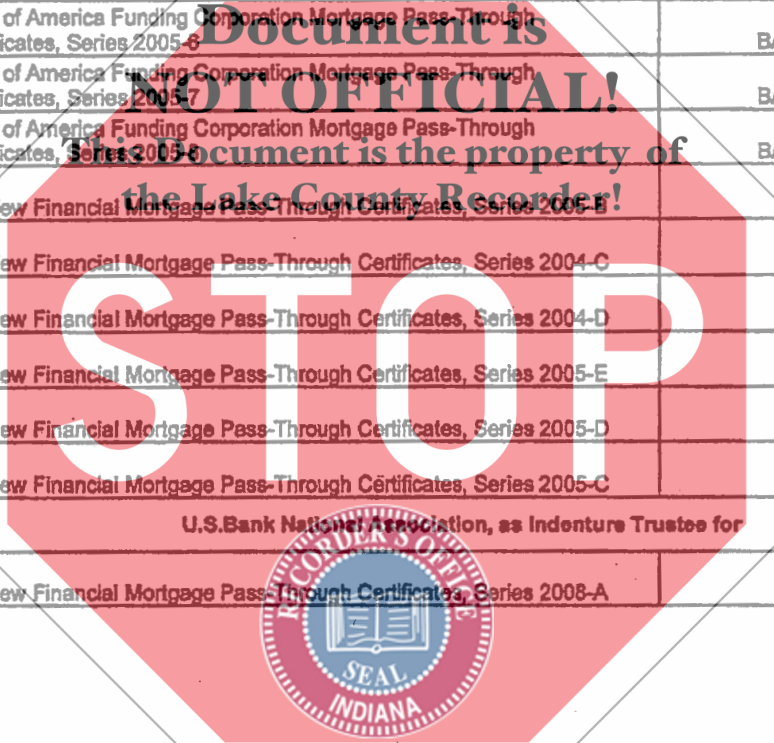 of America Funding Corporation Mortgage Pass-Through
icates, Series 2005-6
B
Document is
of America Funding Corporation Mortgage Pass-Through
icates, Series 2005-7
B
NOT OFFICIAL!
of America Funding Corporation Mortgage Pass-Through
icates, Series 2005-8
B
This Document is the property of
the Lake County Recorder!
ew Financial Mortgage Pass-Through Certificates, Series
ew Financial Mortgage Pass-Through Certificates, Series 2004-C
ew Financial Mortgage Pass-Through Certificates, Series 2004-D
STOP
ew Financial Mortgage Pass-Through Certificates, Series 2005-E
ew Financial Mortgage Pass-Through Certificates, Series 2005-D
ew Financial Mortgage Pass-Through Certificates, Series 2005-C
U.S.Bank National Association, as Indenture Trustee for
ew Financial Mortgage Pass-Through Certificates, Series 2008-A
RECORDER'S OFFICE
SEAL
INDIANA